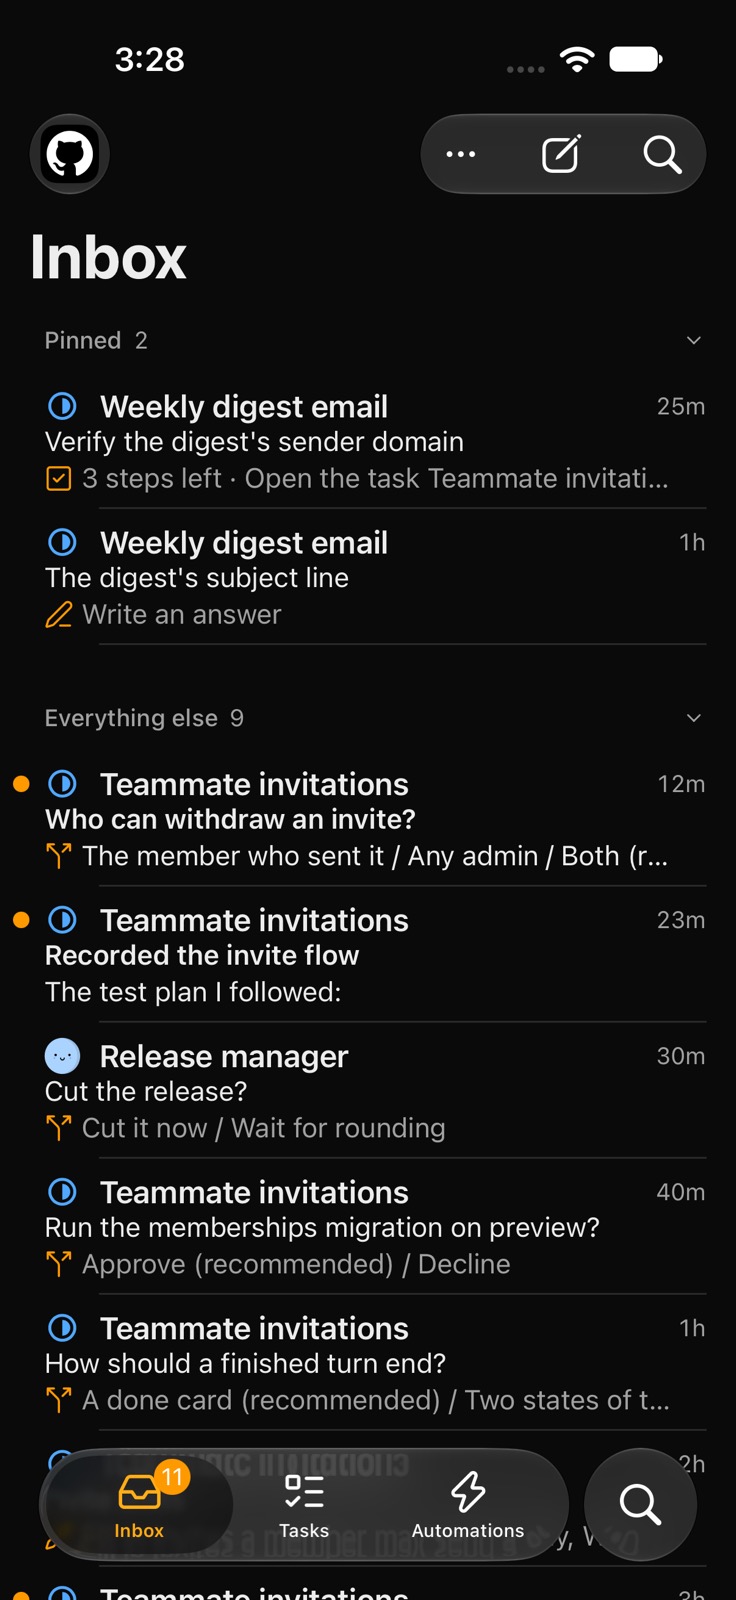 3:28
Inbox
Pinned 2
Weekly digest email 25m
Verify the digest's sender domain
3 steps left · Open the task Teammate invitati...
Weekly digest email 1h
The digest's subject line
Write an answer
Everything else 9
Teammate invitations 12m
Who can withdraw an invite?
The member who sent it / Any admin / Both (r...
Teammate invitations 23m
Recorded the invite flow
The test plan I followed:
Release manager 30m
Cut the release?
Cut it now / Wait for rounding
Teammate invitations 40m
Run the memberships migration on preview?
Approve (recommended) / Decline
Teammate invitations 1h
How should a finished turn end?
A done card (recommended) / Two states of t...
2h
11
Inbox
Tasks
Automations
Teammate invitations 3h